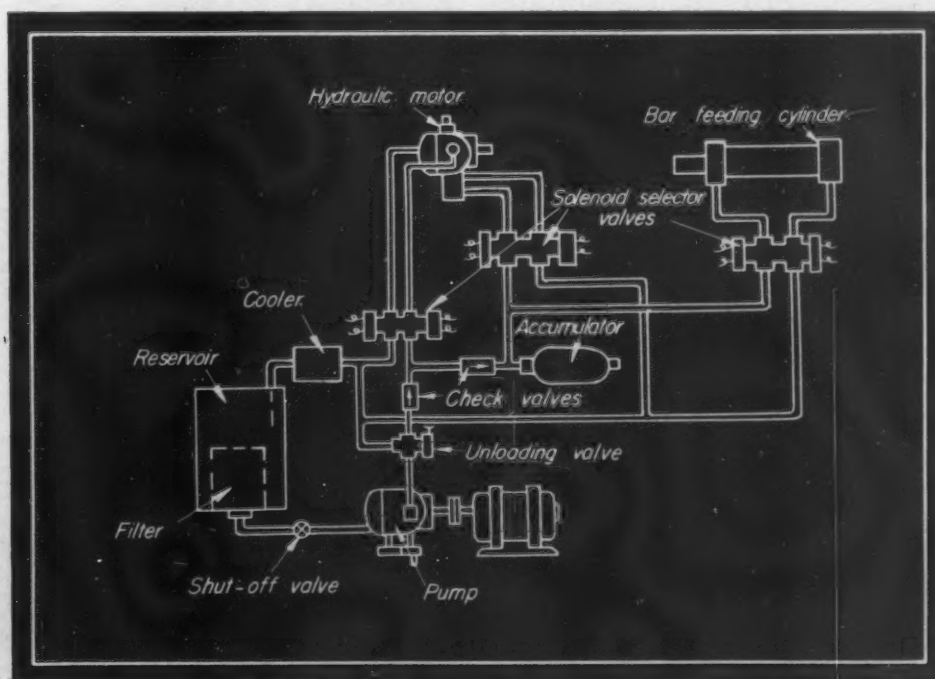 Hydraulic motor
Bar feeding cylinder
Solenoid selector
valves
Cooler
Accumulator
Reservoir
Check valves
Unloading valve
Filter
Shut-off valve
Pump